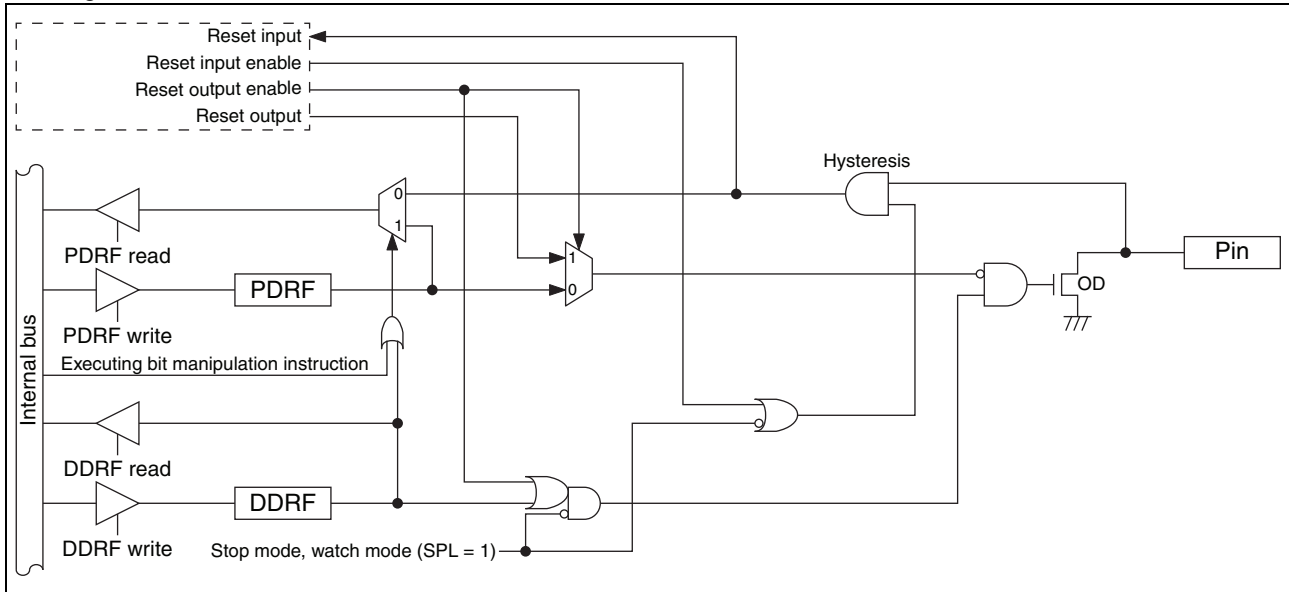 Reset input
Reset input enable
Reset output enable
Reset output
Hysteresis
0
1
PDRF read
1
Pin
PDRF
0
OD
PDRF write
Executing bit manipulation instruction
Internal bus
DDRF read
DDRF
DDRF write
Stop mode, watch mode (SPL = 1)